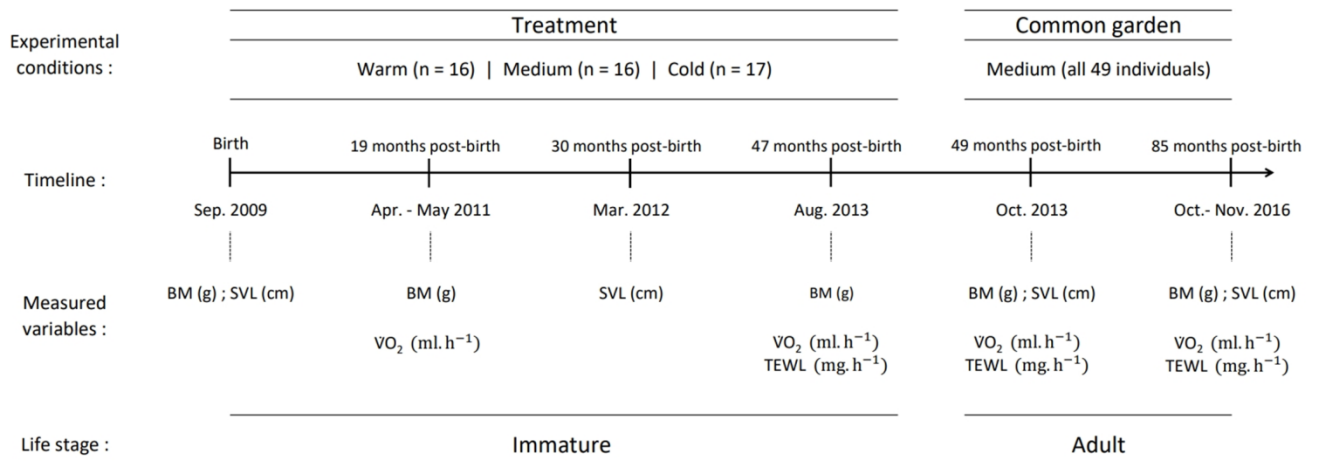 Treatment
Common garden
Experimental
conditions :
Warm (n = 16) | Medium (n = 16) | Cold (n = 17)
Medium (all 49 individuals)
Birth
19 months post-birth
30 months post-birth
47 months post-birth
49 months post-birth
85 months post-birth
Timeline :
Sep. 2009
Apr. - May 2011
Mar. 2012
Aug. 2013
Oct. 2013
Oct.- Nov. 2016
Measured
variables :
BM (g) ; SVL (cm)
BM (g)
SVL (cm)
BM (g)
BM (g) ; SVL (cm)
BM (g) ; SVL (cm)
V̇O₂ (ml. h⁻¹)
V̇O₂ (ml. h⁻¹)
V̇O₂ (ml. h⁻¹)
V̇O₂ (ml. h⁻¹)
TEWL (mg. h⁻¹)
TEWL (mg. h⁻¹)
TEWL (mg. h⁻¹)
Life stage :
Immature
Adult